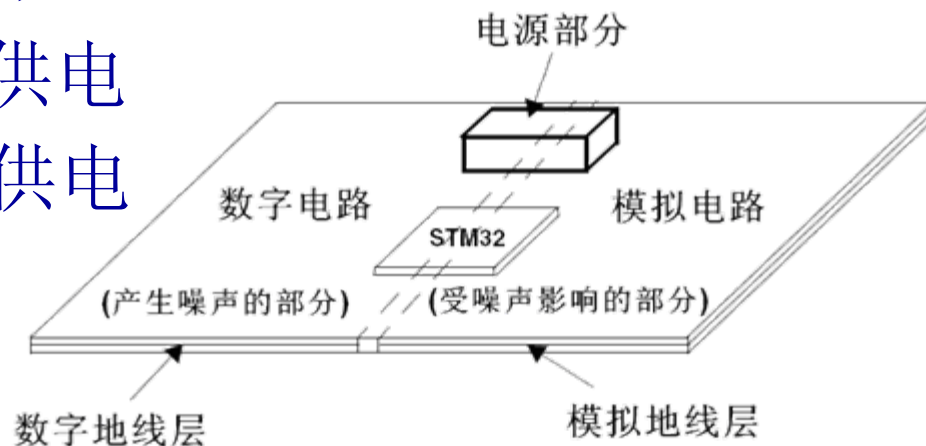 电源部分
供电
供电
数字电路
模拟电路
STM32
(产生噪声的部分)
(受噪声影响的部分)
数字地线层
模拟地线层